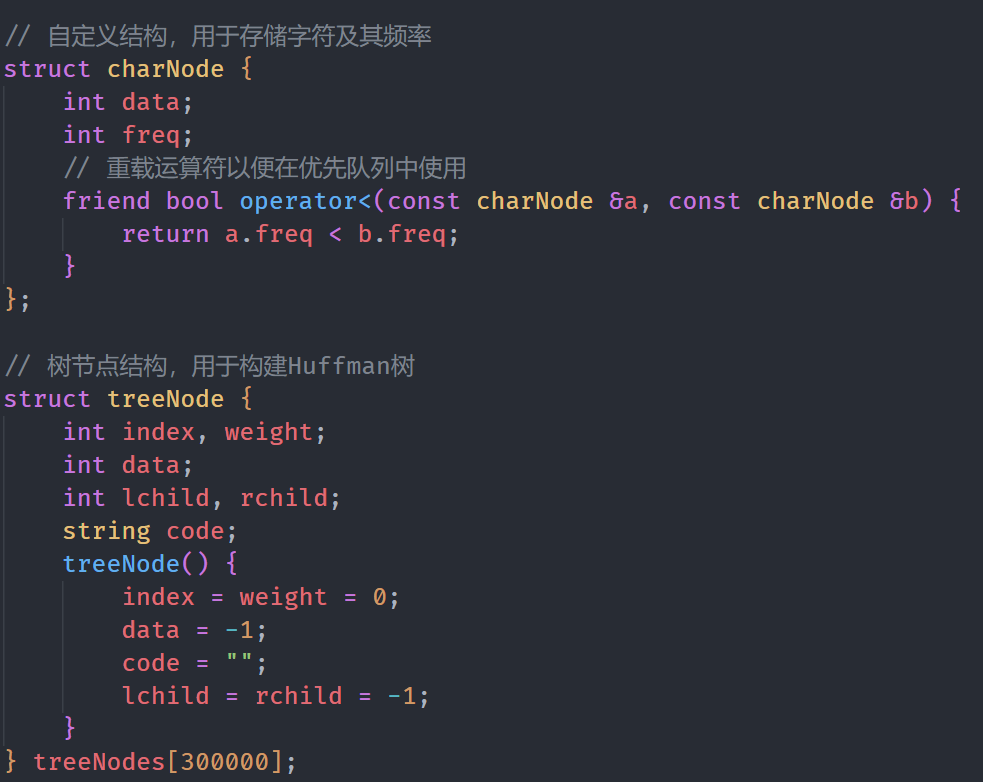 // 自定义结构，用于存储字符及其频率
struct charNode {
    int data;
    int freq;
    // 重载运算符以便在优先队列中使用
    friend bool operator<(const charNode &a, const charNode &b) {
        return a.freq < b.freq;
    }
};

// 树节点结构，用于构建Huffman树
struct treeNode {
    int index, weight;
    int data;
    int lchild, rchild;
    string code;
    treeNode() {
        index = weight = 0;
        data = -1;
        code = "";
        lchild = rchild = -1;
    }
} treeNodes[300000];